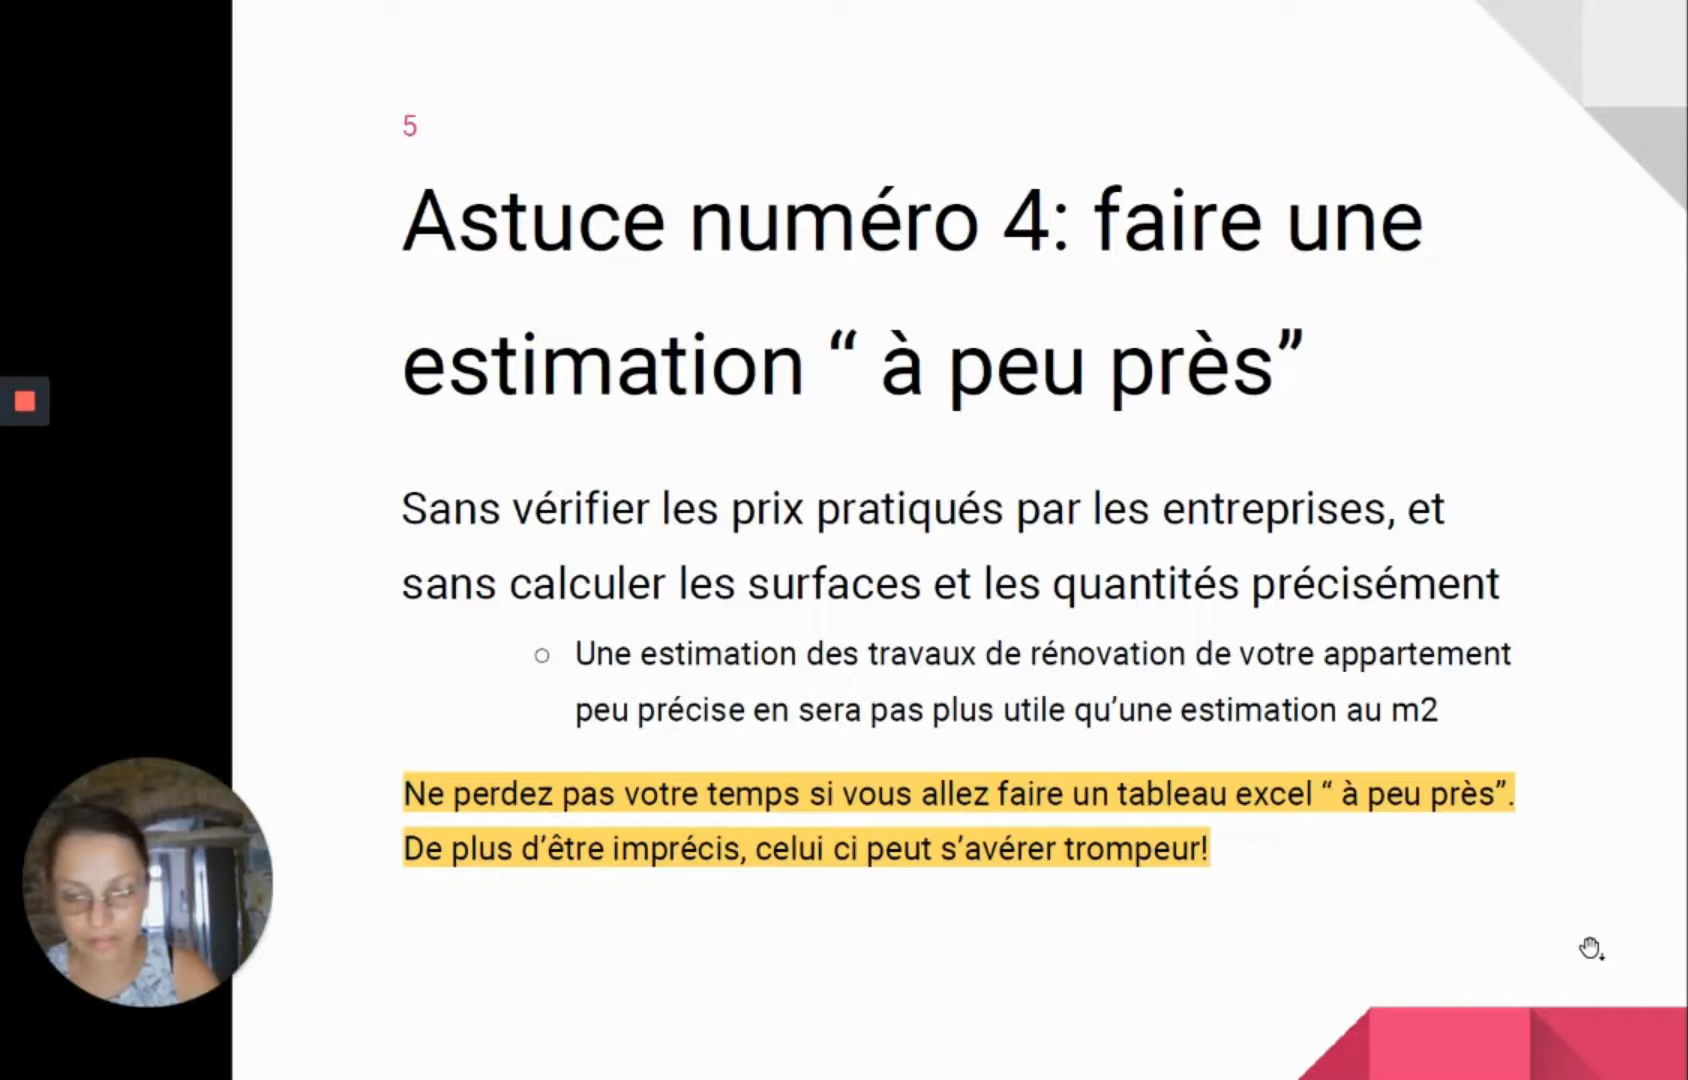 5
Astuce numéro 4: faire une
estimation “ à peu près”
Sans vérifier les prix pratiqués par les entreprises, et
sans calculer les surfaces et les quantités précisément
○ Une estimation des travaux de rénovation de votre appartement
peu précise en sera pas plus utile qu’une estimation au m2
Ne perdez pas votre temps si vous allez faire un tableau excel “ à peu près”.
De plus d’être imprécis, celui ci peut s’avérer trompeur!